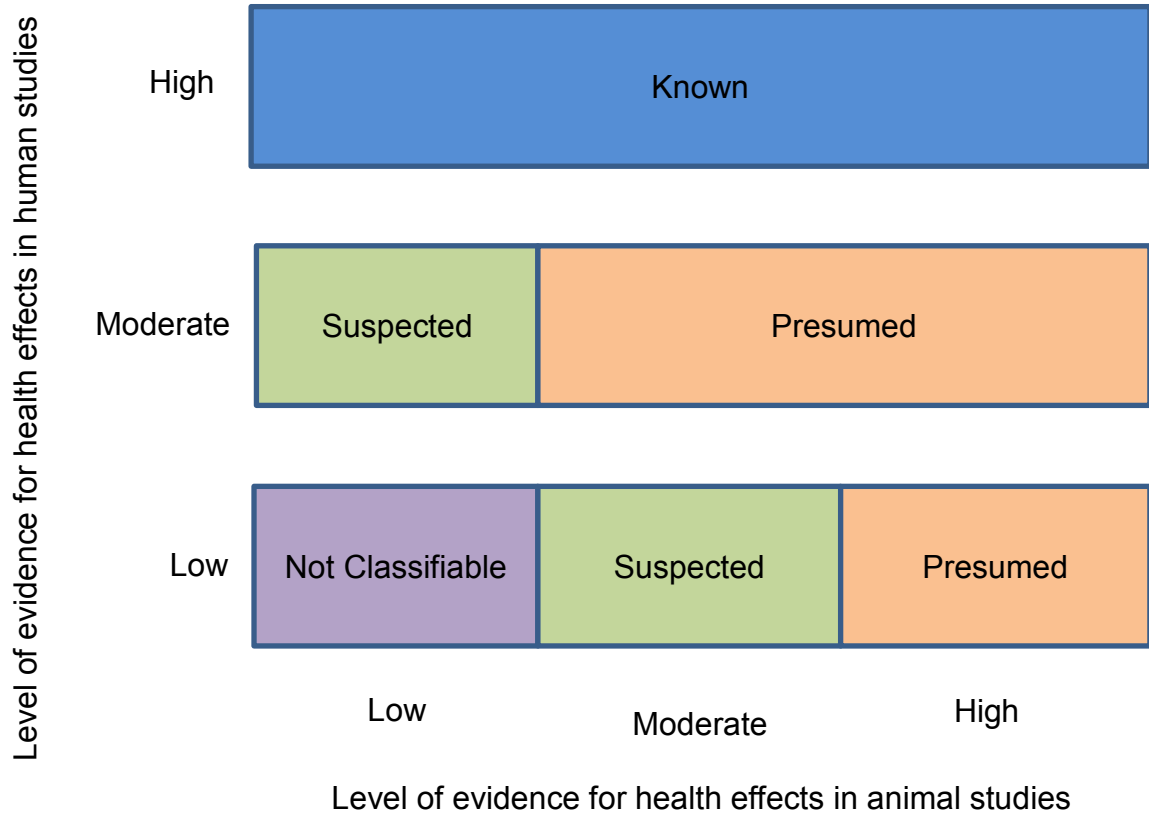 Level of evidence for health effects in human studies
High
Known
Moderate
Suspected
Presumed
Low
Not Classifiable
Suspected
Presumed
Low
Moderate
High
Level of evidence for health effects in animal studies